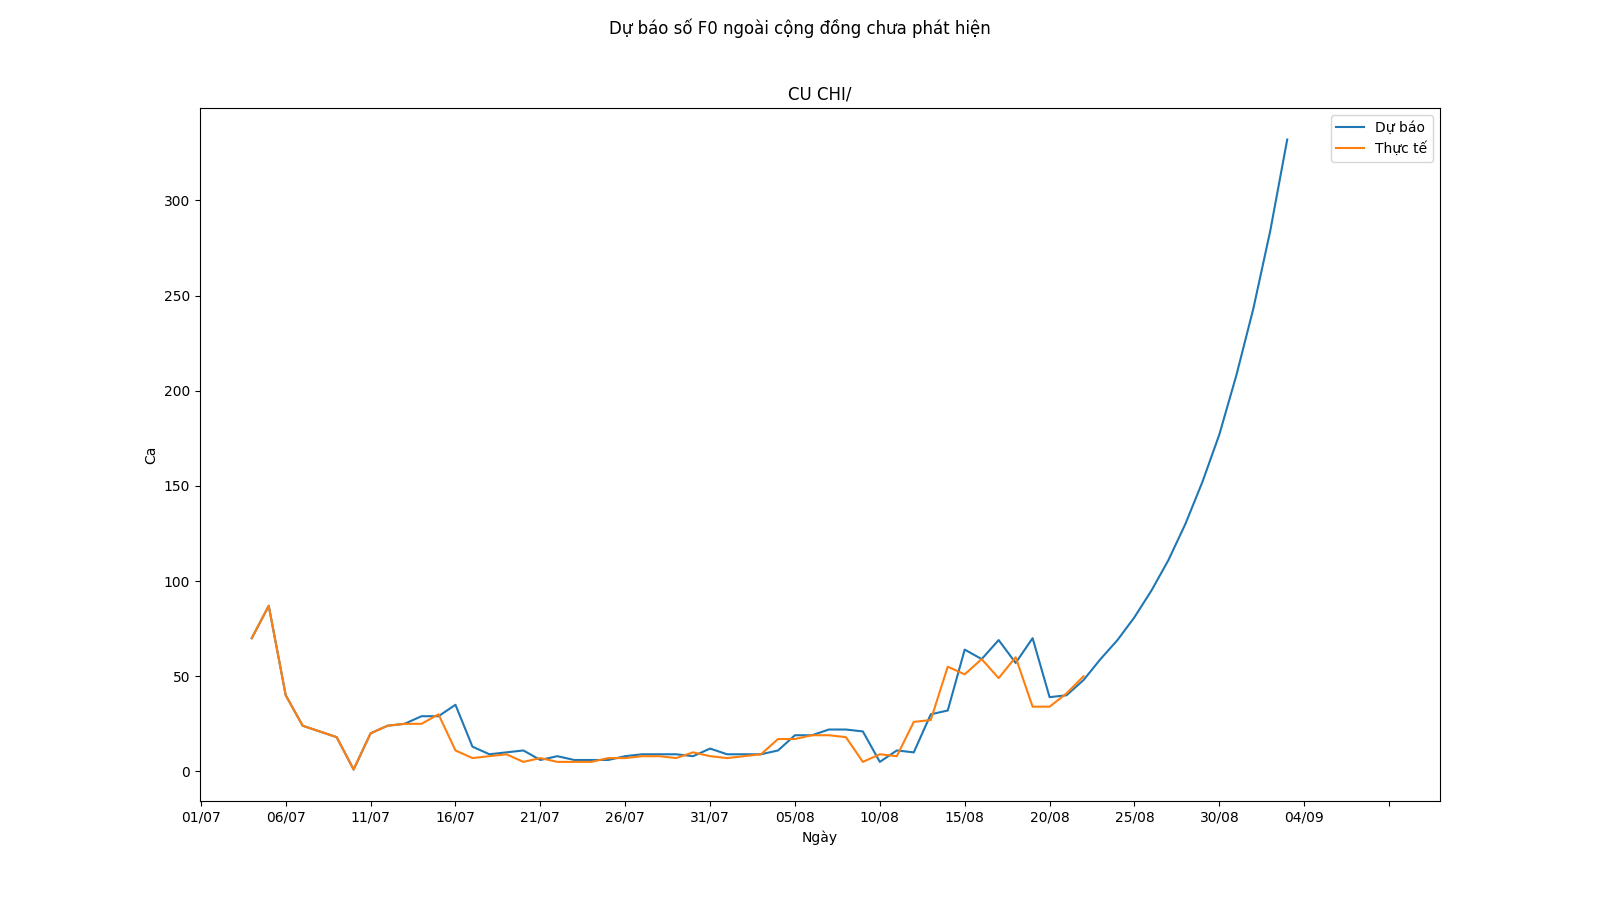 Dự báo số F0 ngoài cộng đồng chưa phát hiện
CU CHI/
Dự báo
Thực tế
300
250
200
150
100
50
0
Ca
01/07 06/07 11/07 16/07 21/07 26/07 31/07 05/08 10/08 15/08 20/08 25/08 30/08 04/09
Ngày